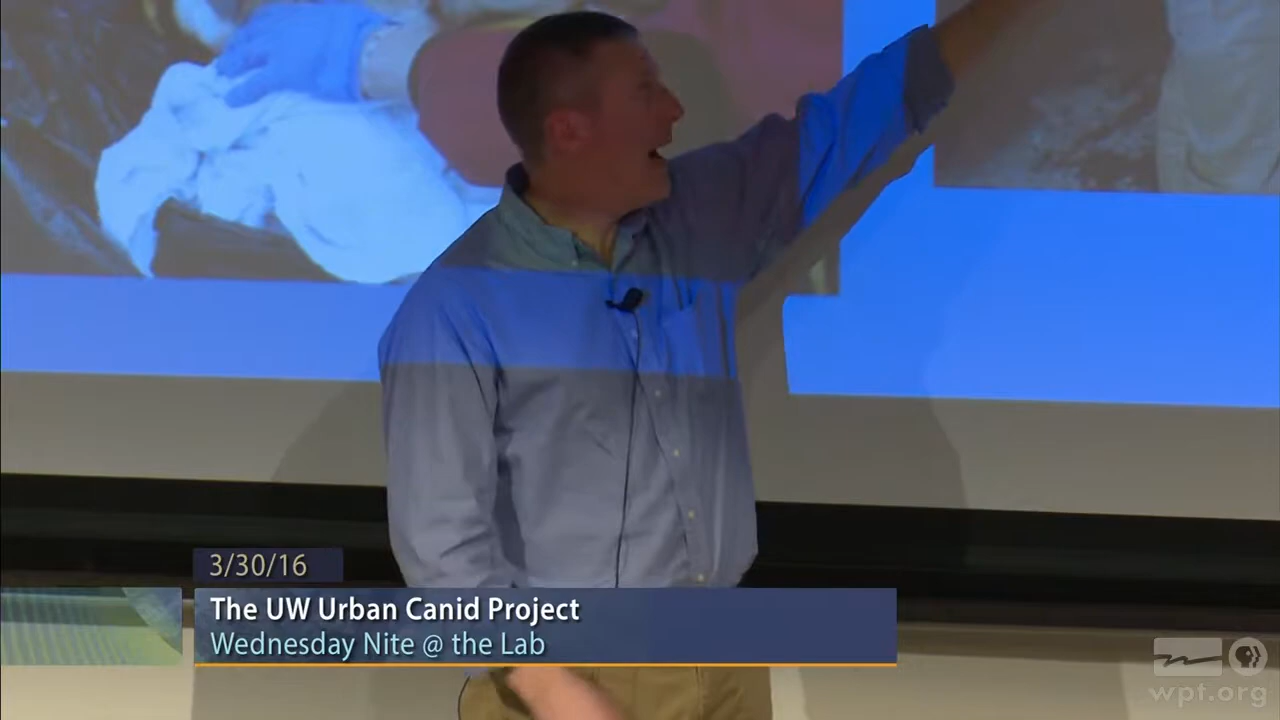 3/30/16
The UW Urban Canid Project
Wednesday Nite @ the Lab
wpt.org